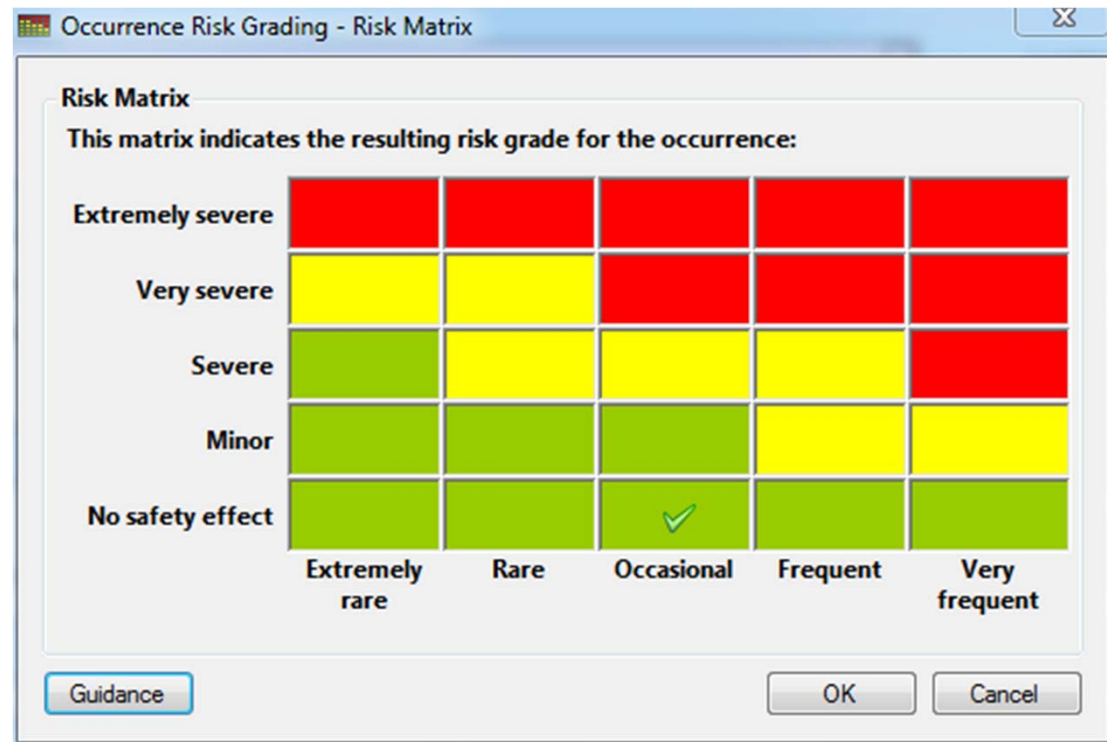 Occurrence Risk Grading - Risk Matrix
Risk Matrix
This matrix indicates the resulting risk grade for the occurrence:
Extremely severe
Very severe
Severe
Minor
No safety effect
Extremely rare
Rare
Occasional
Frequent
Very frequent
Guidance
OK
Cancel